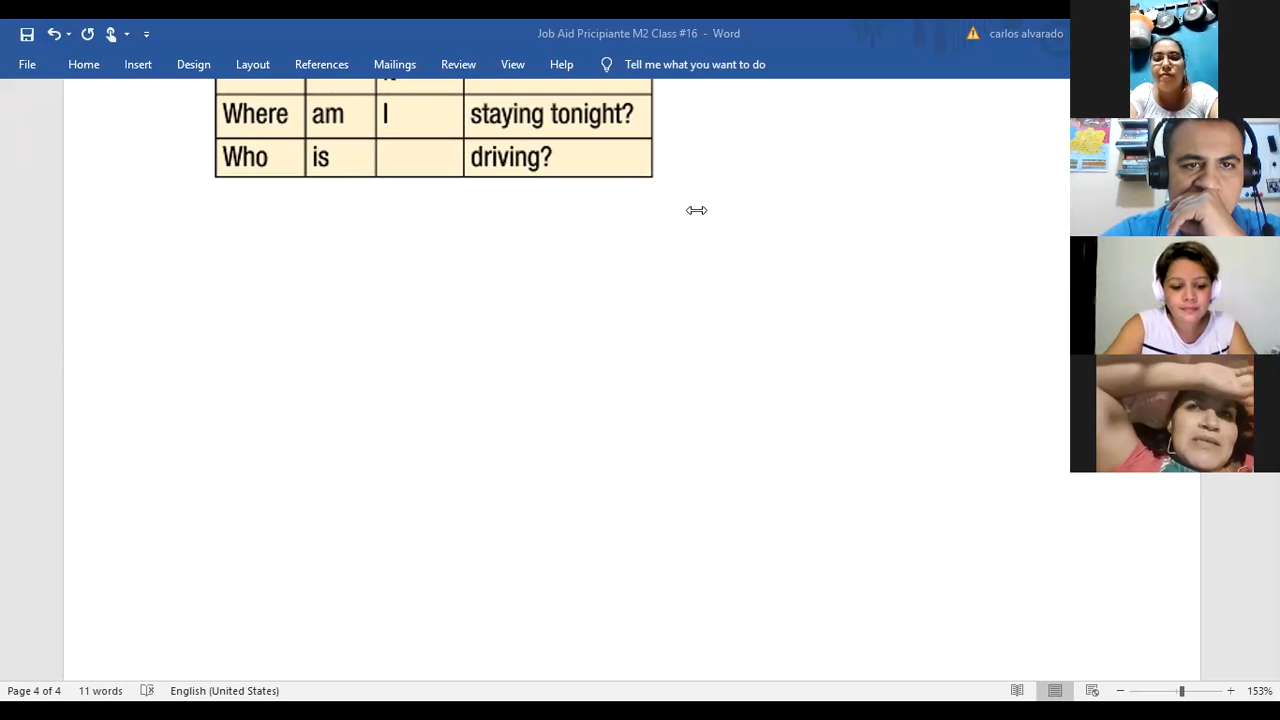 Job Aid Pricipiante M2 Class #16 - Word
carlos alvarado
File Home Insert Design Layout References Mailings Review View Help Tell me what you want to do
Where am I staying tonight?
Who is driving?
Page 4 of 4 11 words English (United States) 153%